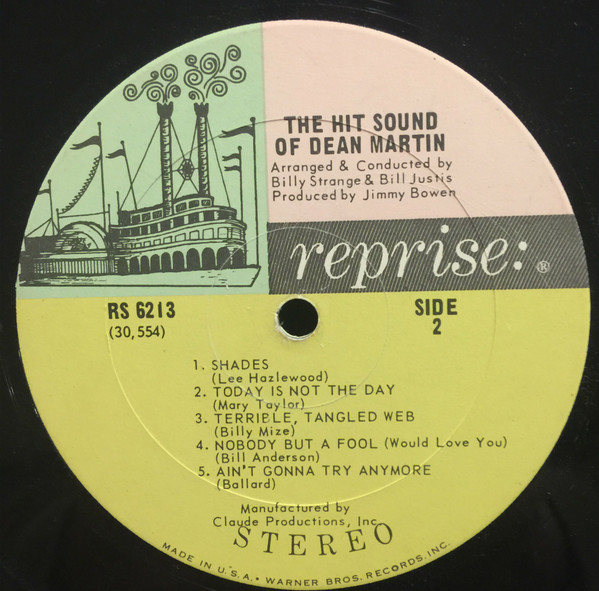 THE HIT SOUND
OF DEAN MARTIN
Arranged & Conducted by
Billy Strange & Bill Justis
Produced by Jimmy Bowen
reprise: ®
RS 6213
(30,554)
SIDE
2
1. SHADES
(Lee Hazlewood)
2. TODAY IS NOT THE DAY
(Mary Taylor)
3. TERRIBLE, TANGLED WEB
(Billy Mize)
4. NOBODY BUT A FOOL (Would Love You)
(Bill Anderson)
5. AIN'T GONNA TRY ANYMORE
(Ballard)
Manufactured by
Claude Productions, Inc.
STEREO
MADE IN U.S.A. • WARNER BROS. RECORDS, INC.